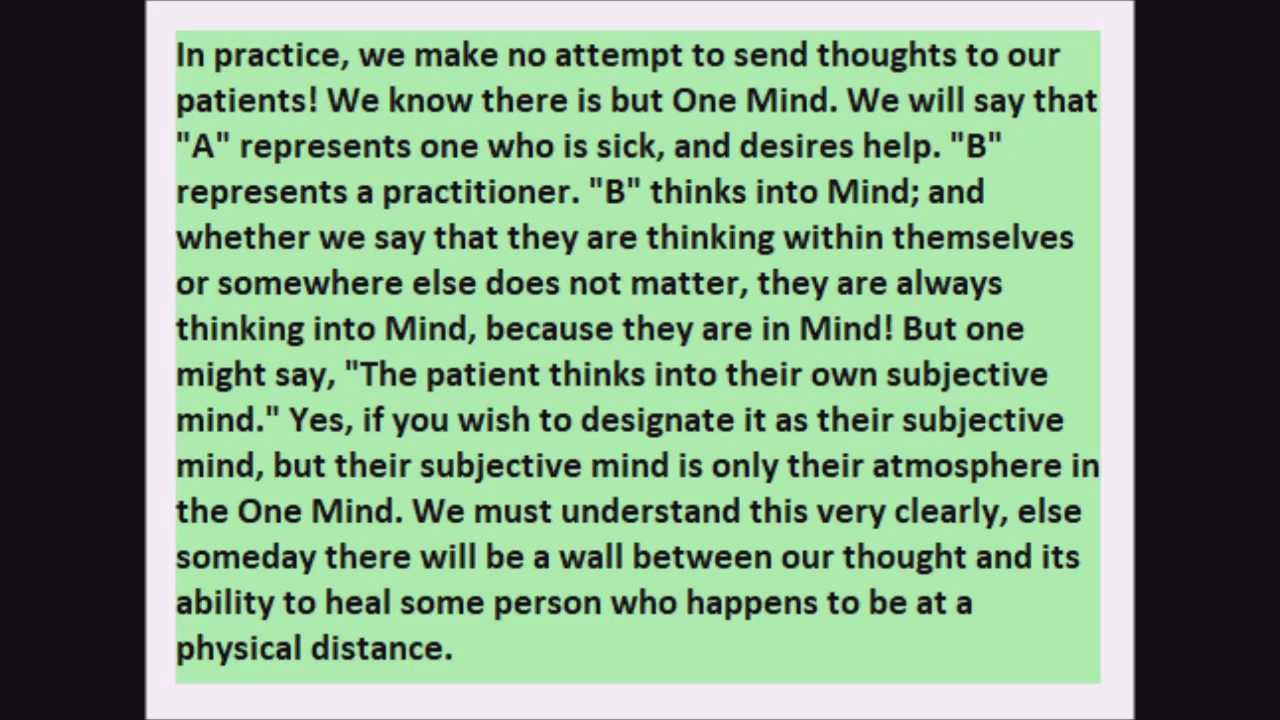 In practice, we make no attempt to send thoughts to our
patients! We know there is but One Mind. We will say that
"A" represents one who is sick, and desires help. "B"
represents a practitioner. "B" thinks into Mind; and
whether we say that they are thinking within themselves
or somewhere else does not matter, they are always
thinking into Mind, because they are in Mind! But one
might say, "The patient thinks into their own subjective
mind." Yes, if you wish to designate it as their subjective
mind, but their subjective mind is only their atmosphere in
the One Mind. We must understand this very clearly, else
someday there will be a wall between our thought and its
ability to heal some person who happens to be at a
physical distance.